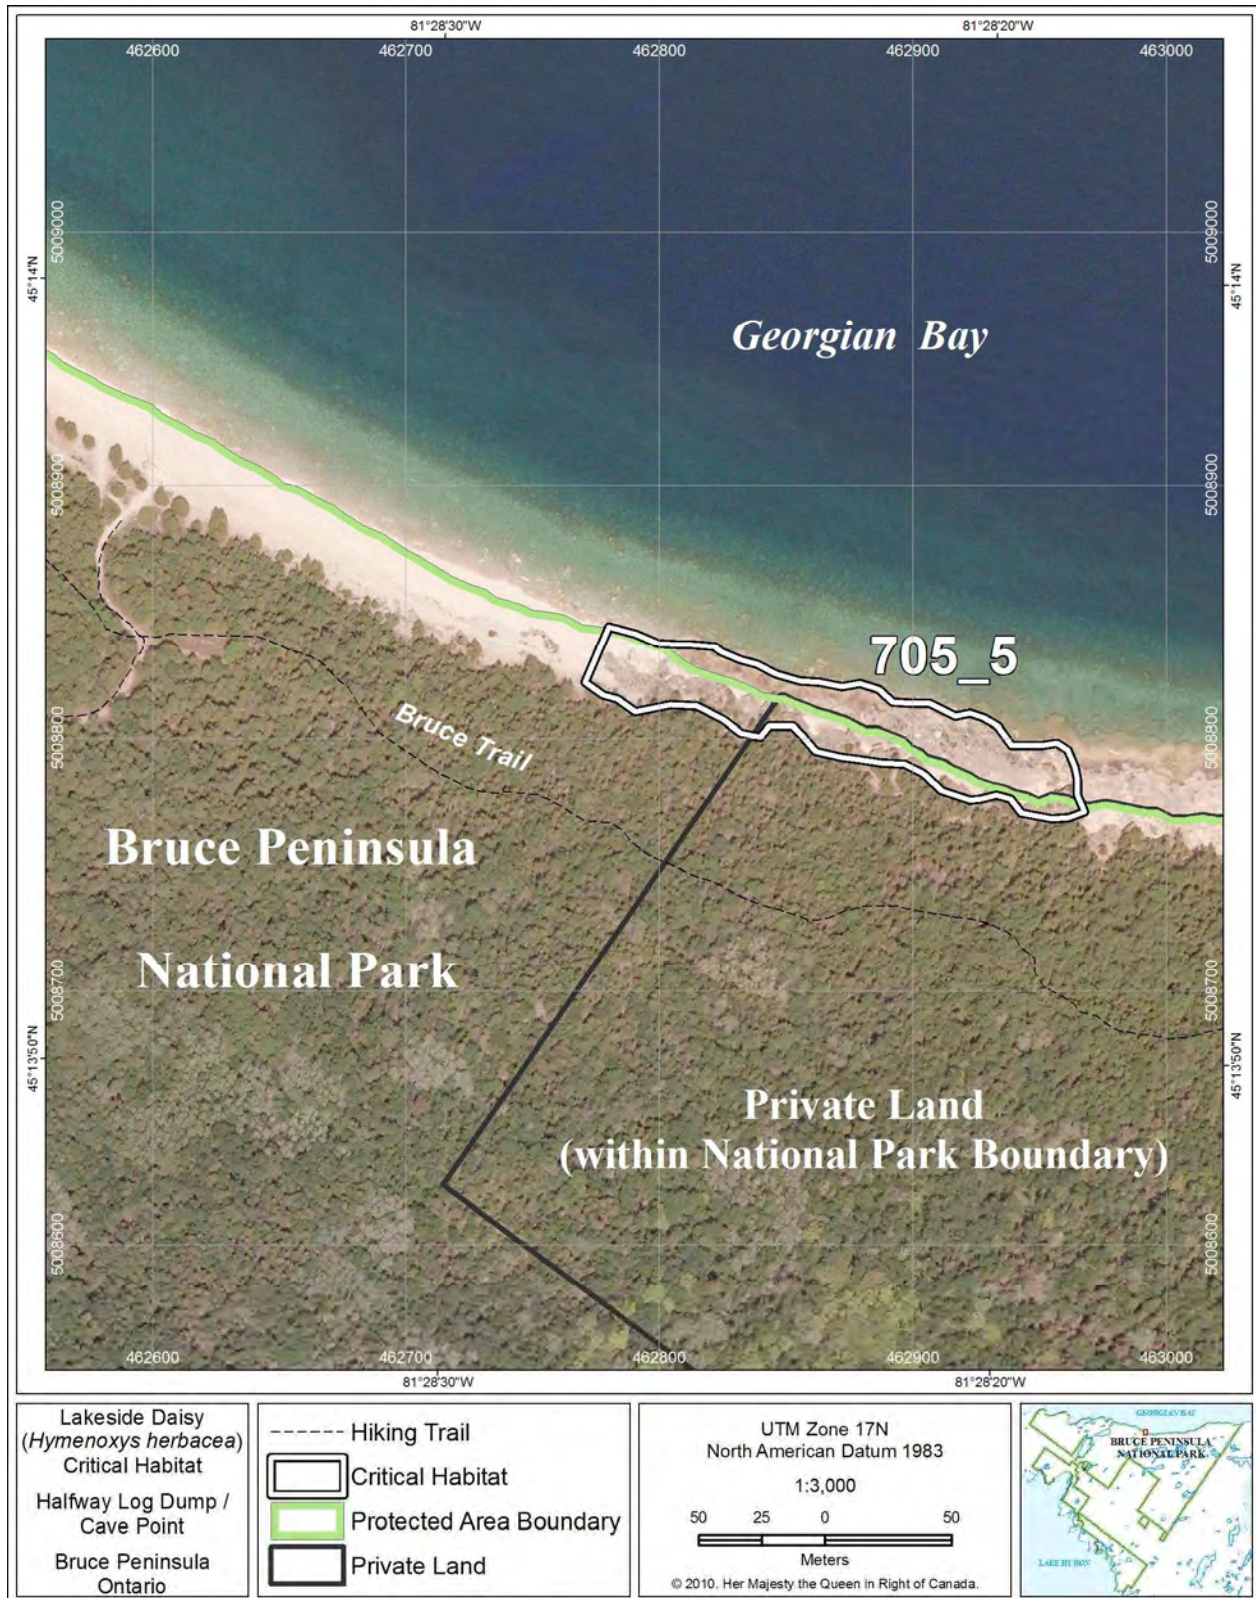 81°28'30"W
81°28'20"W
462600
462700
462800
462900
463000
5009000
5009000
45°14'N
45°14'N
Georgian Bay
5008900
5008900
705_5
5008800
5008800
Bruce Trail
Bruce Peninsula
National Park
5008700
5008700
45°13'50"N
45°13'50"N
Private Land
(within National Park Boundary)
5008600
5008600
462600
462700
462800
462900
463000
81°28'30"W
81°28'20"W
Lakeside Daisy
(Hymenoxys herbacea)
Critical Habitat
Halfway Log Dump /
Cave Point
Bruce Peninsula
Ontario
Hiking Trail
Critical Habitat
Protected Area Boundary
Private Land
UTM Zone 17N
North American Datum 1983
1:3,000
50 25 0 50
Meters
© 2010. Her Majesty the Queen in Right of Canada.
GEORGIAN BAY
BRUCE PENINSULA
NATIONAL PARK
LAKE HURON